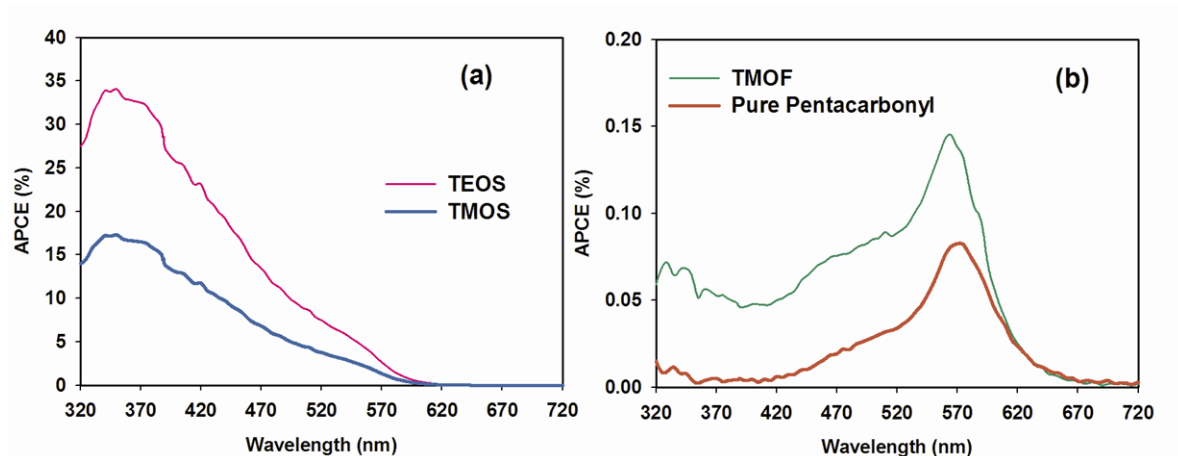 40
35
30
25
20
15
10
5
0
APCE (%)
(a)
TEOS
TMOS
320 370 420 470 520 570 620 670 720
Wavelength (nm)
0.20
0.15
0.10
0.05
0.00
APCE (%)
TMOF
Pure Pentacarbonyl
(b)
320 370 420 470 520 570 620 670 720
Wavelength (nm)